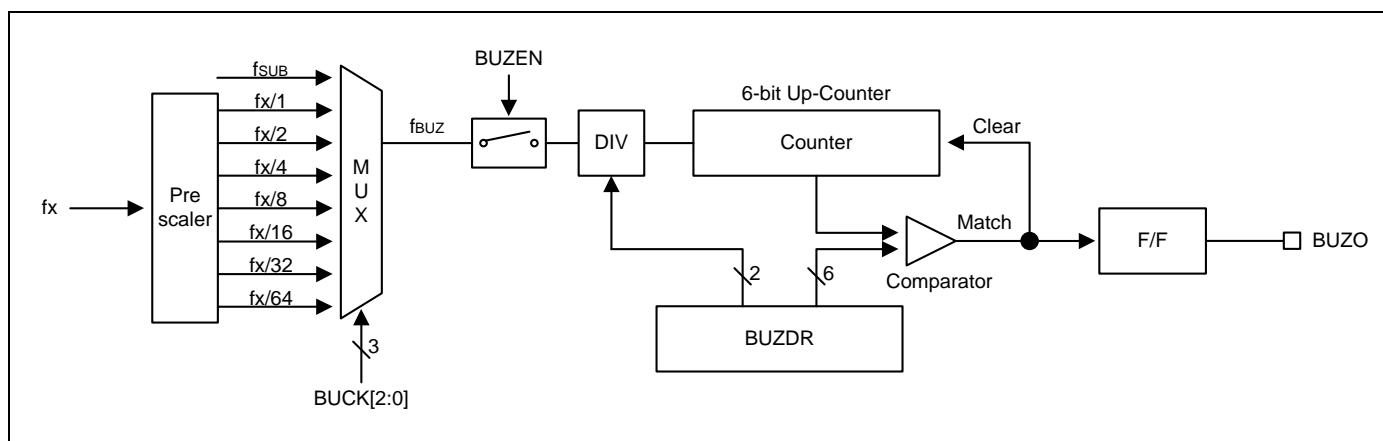 BUZEN
fSUB
fx/1
fx/2
fx/4
fx/8
fx/16
fx/32
fx/64
fx
Pre
scaler
M
U
X
fBUZ
DIV
6-bit Up-Counter
Counter
Clear
Match
Comparator
F/F
BUZO
2
6
BUZDR
3
BUCK[2:0]